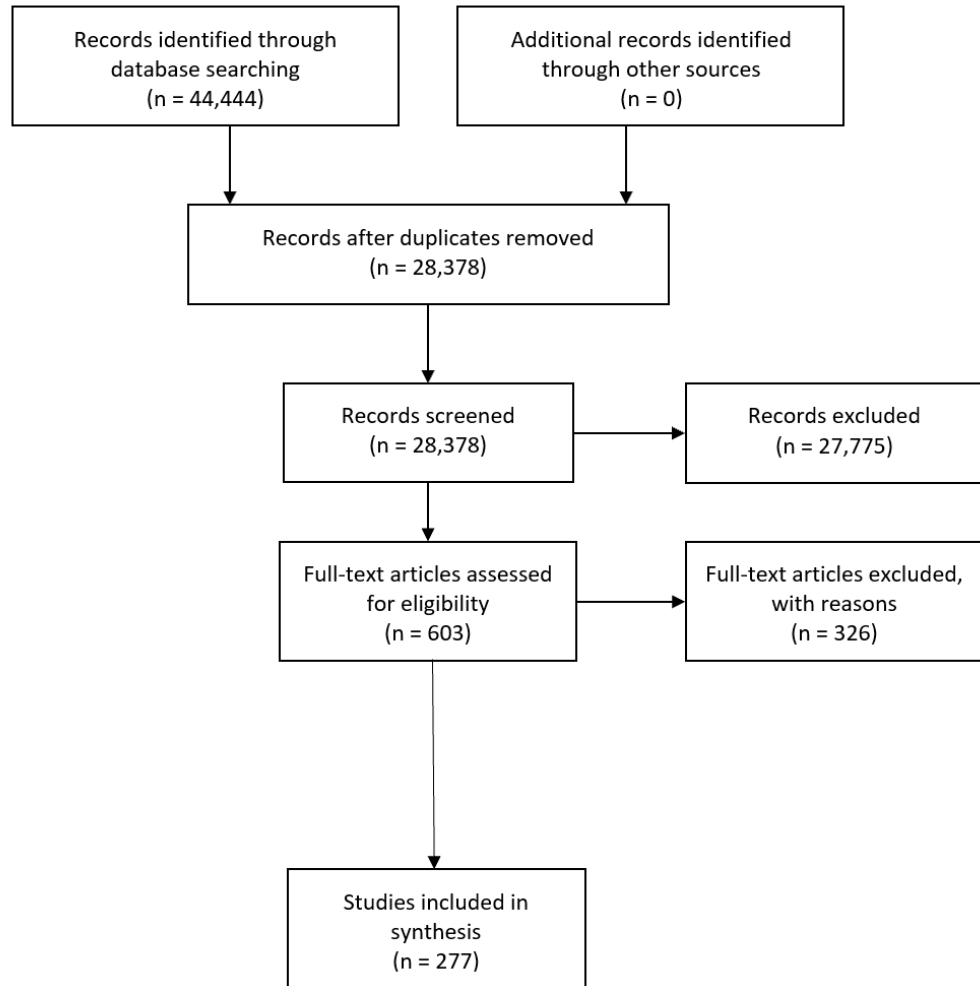 Records identified through
database searching
(n = 44,444)
Additional records identified
through other sources
(n = 0)
Records after duplicates removed
(n = 28,378)
Records screened
(n = 28,378)
Records excluded
(n = 27,775)
Full-text articles assessed
for eligibility
(n = 603)
Full-text articles excluded,
with reasons
(n = 326)
Studies included in
synthesis
(n = 277)